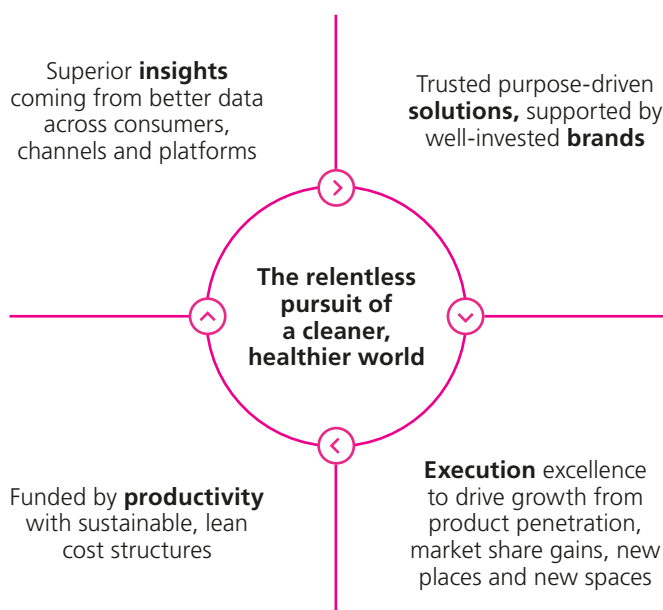 Superior insights
coming from better data
across consumers,
channels and platforms
Trusted purpose-driven
solutions, supported by
well-invested brands
The relentless
pursuit of
a cleaner,
healthier world
Funded by productivity
with sustainable, lean
cost structures
Execution excellence
to drive growth from
product penetration,
market share gains, new
places and new spaces